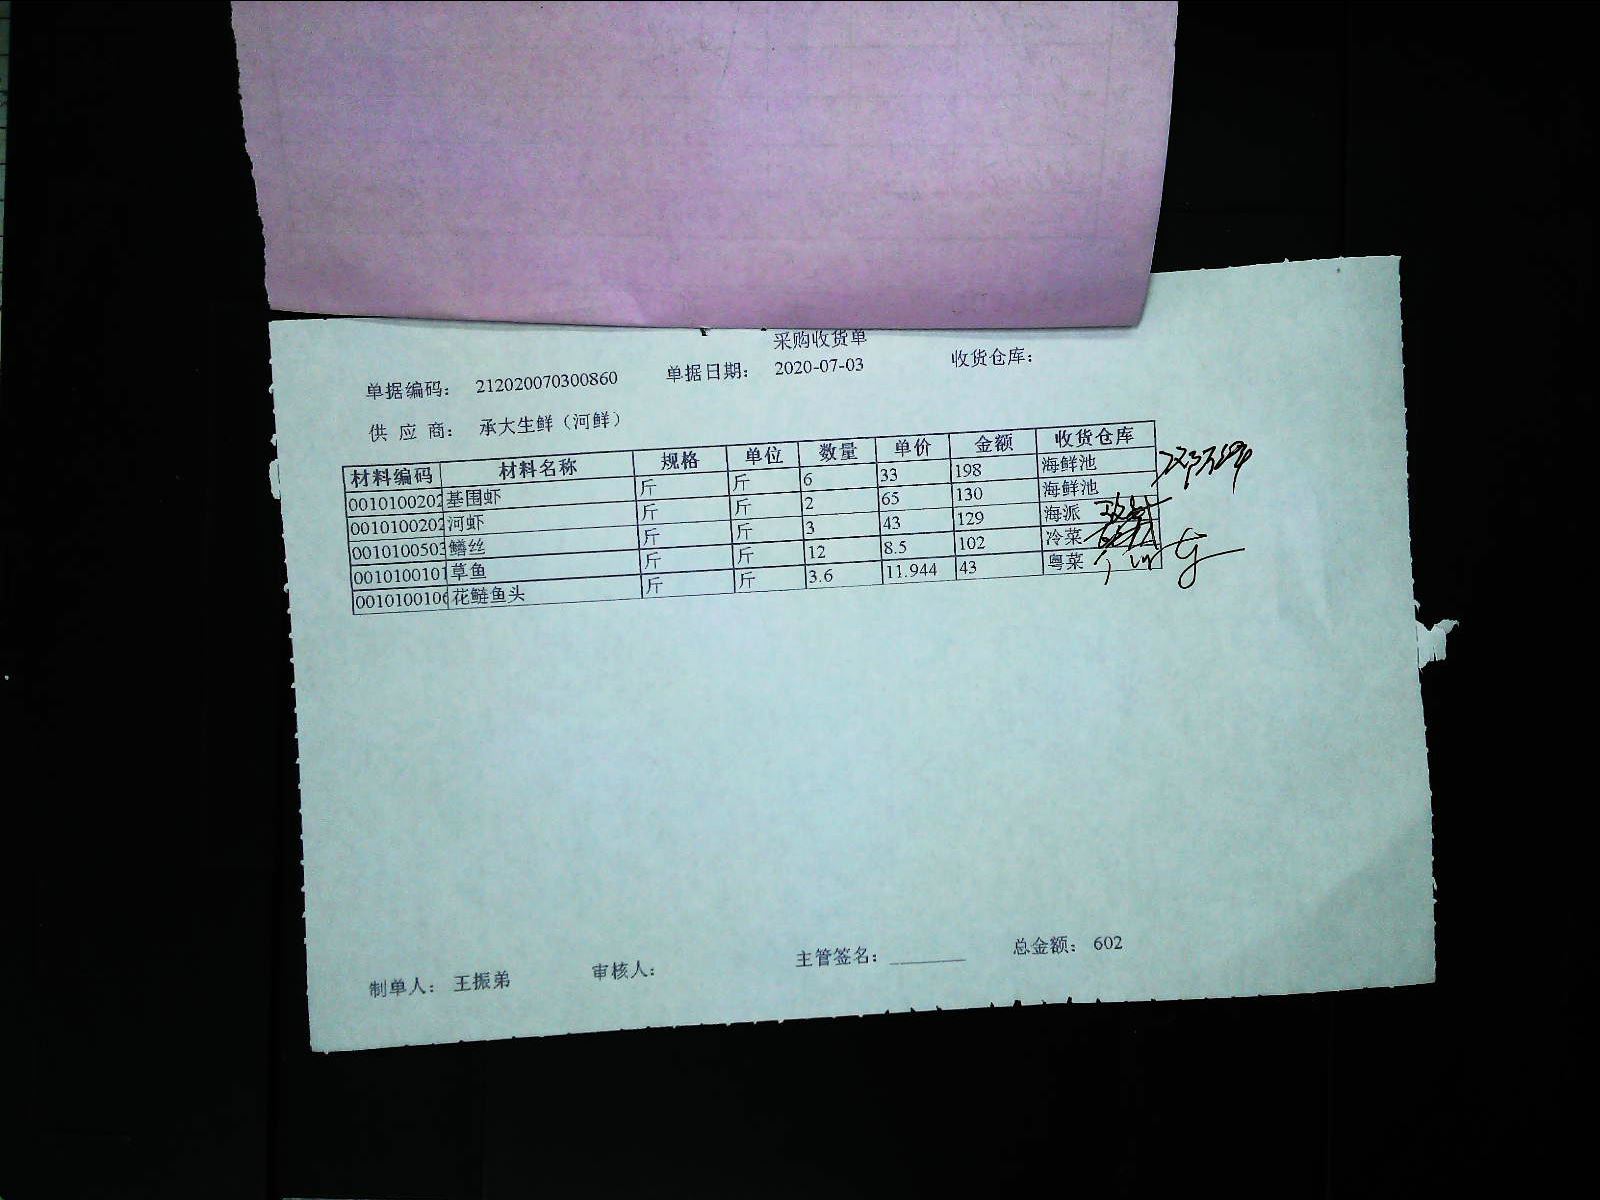 采购收货单
单据编码： 212020070300860 单据日期： 2020-07-03 收货仓库：
供 应 商： 承大生鲜（河鲜）
材料编码 材料名称 规格 单位 数量 单价 金额 收货仓库
0010100202 基围虾 斤 斤 6 33 198 海鲜池
0010100202 河虾 斤 斤 2 65 130 海鲜池
0010100503 鳝丝 斤 斤 3 43 129 海派
0010100101 草鱼 斤 斤 12 8.5 102 冷菜
0010100106 花鲢鱼头 斤 斤 3.6 11.944 43 粤菜
制单人： 王振弟 审核人： 主管签名：________ 总金额： 602